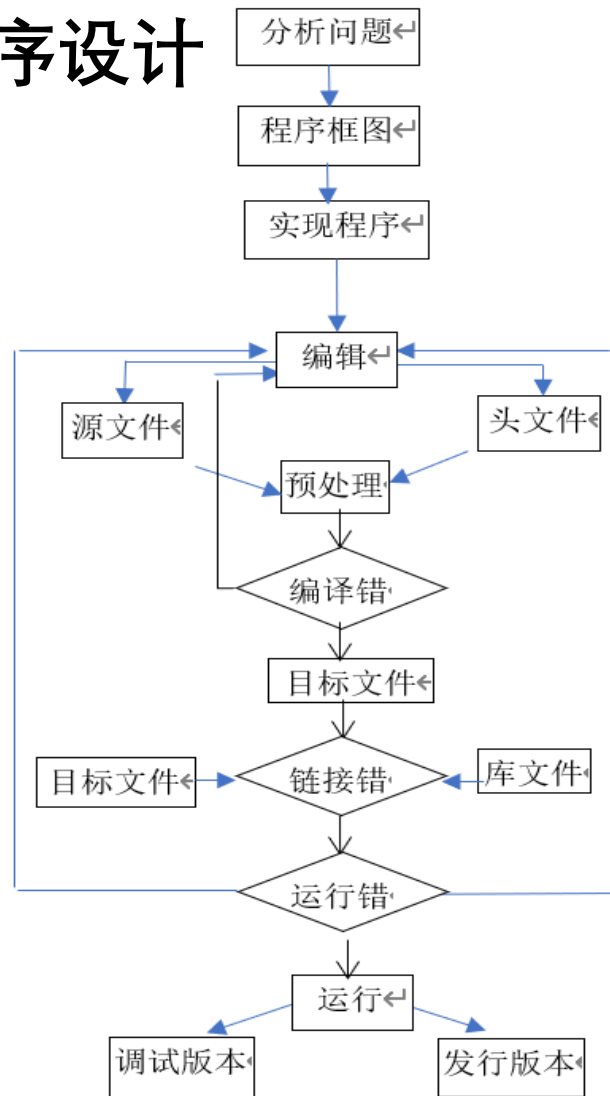 序设计
分析问题
程序框图
实现程序
编辑
源文件
头文件
预处理
编译错
目标文件
目标文件
链接错
库文件
运行错
运行
调试版本
发行版本